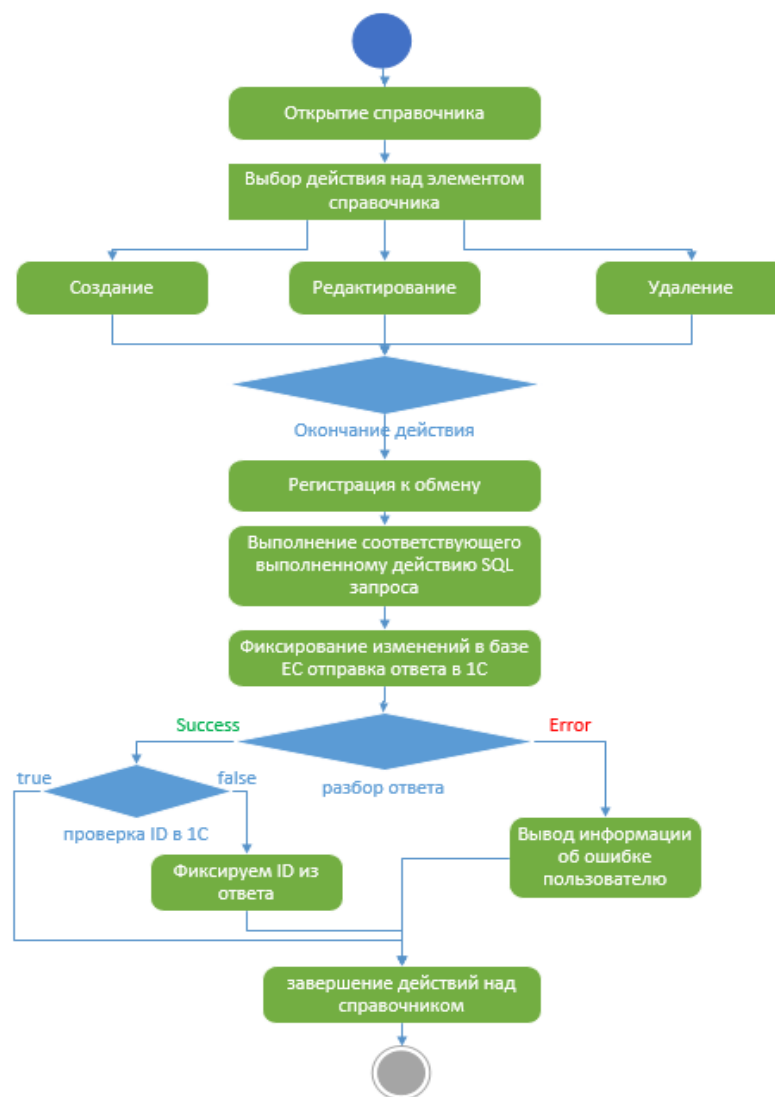 Открытие справочника
Выбор действия над элементом
справочника
Создание
Редактирование
Удаление
Окончание действия
Регистрация к обмену
Выполнение соответствующего
выполненному действию SQL
запроса
Фиксирование изменений в базе
ЕС отправка ответа в 1С
Success
Error
разбор ответа
true
false
проверка ID в 1С
Вывод информации
об ошибке
пользователю
Фиксируем ID из
ответа
завершение действий над
справочником